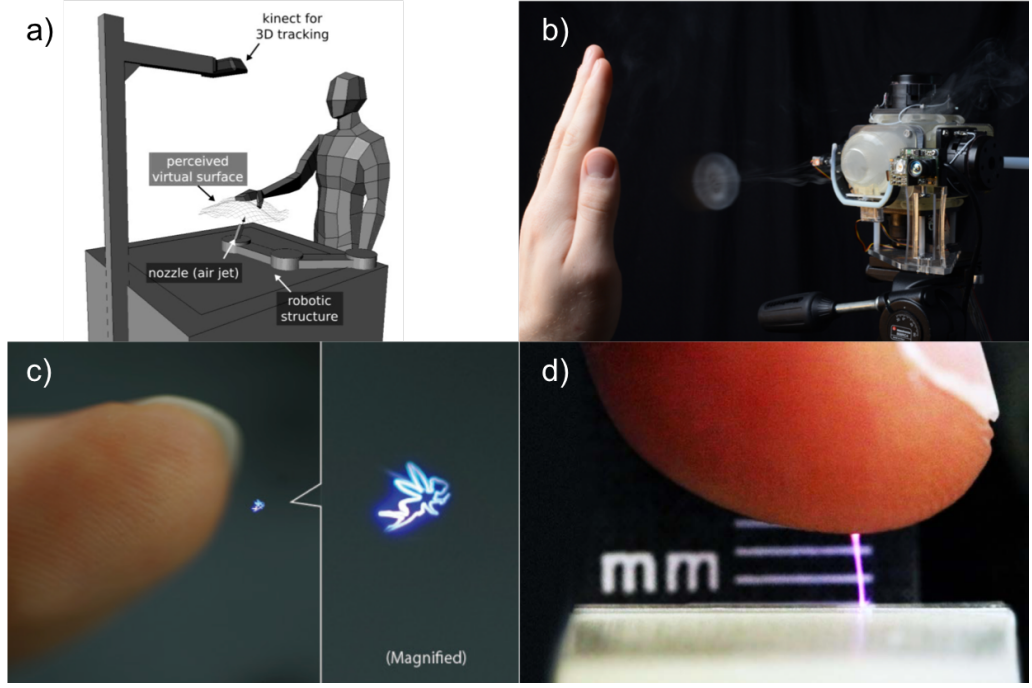 a)
kinect for
3D tracking
perceived
virtual surface
nozzle (air jet)
robotic
structure
b)
c)
(Magnified)
d)
mm